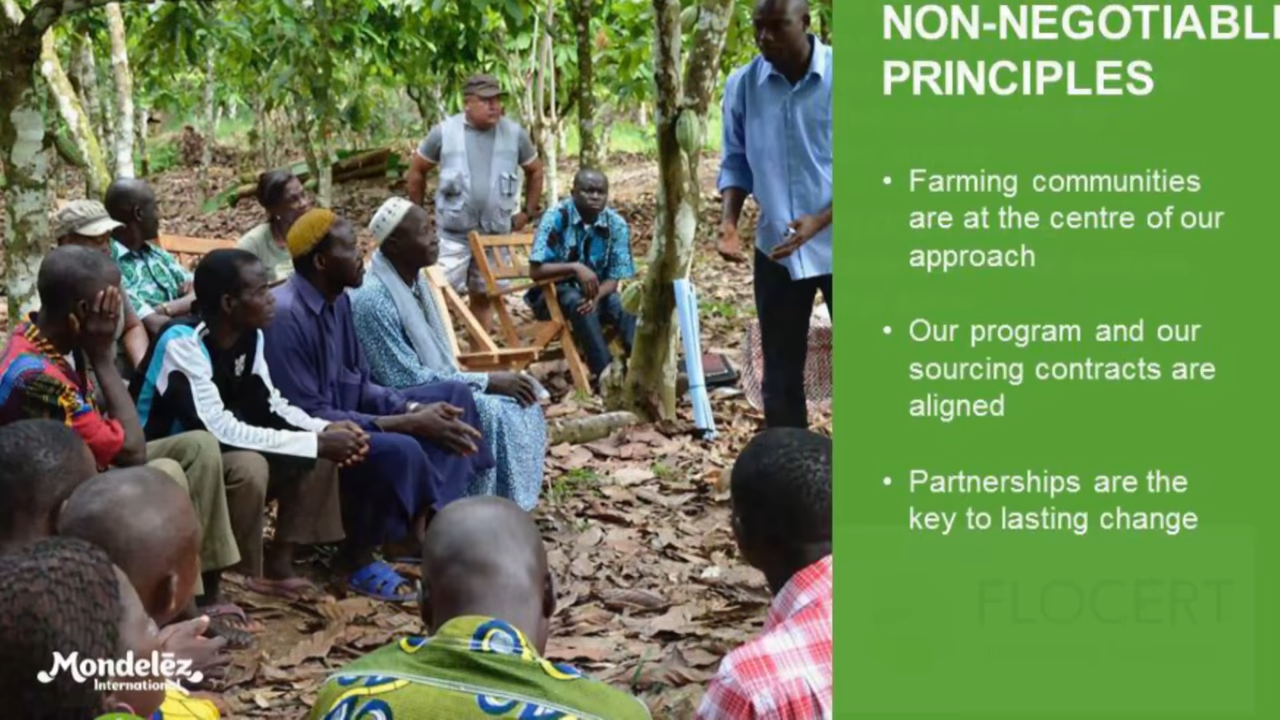 NON-NEGOTIABLE
PRINCIPLES
• Farming communities
are at the centre of our
approach
• Our program and our
sourcing contracts are
aligned
• Partnerships are the
key to lasting change
FLOCERT
Mondelēz
International